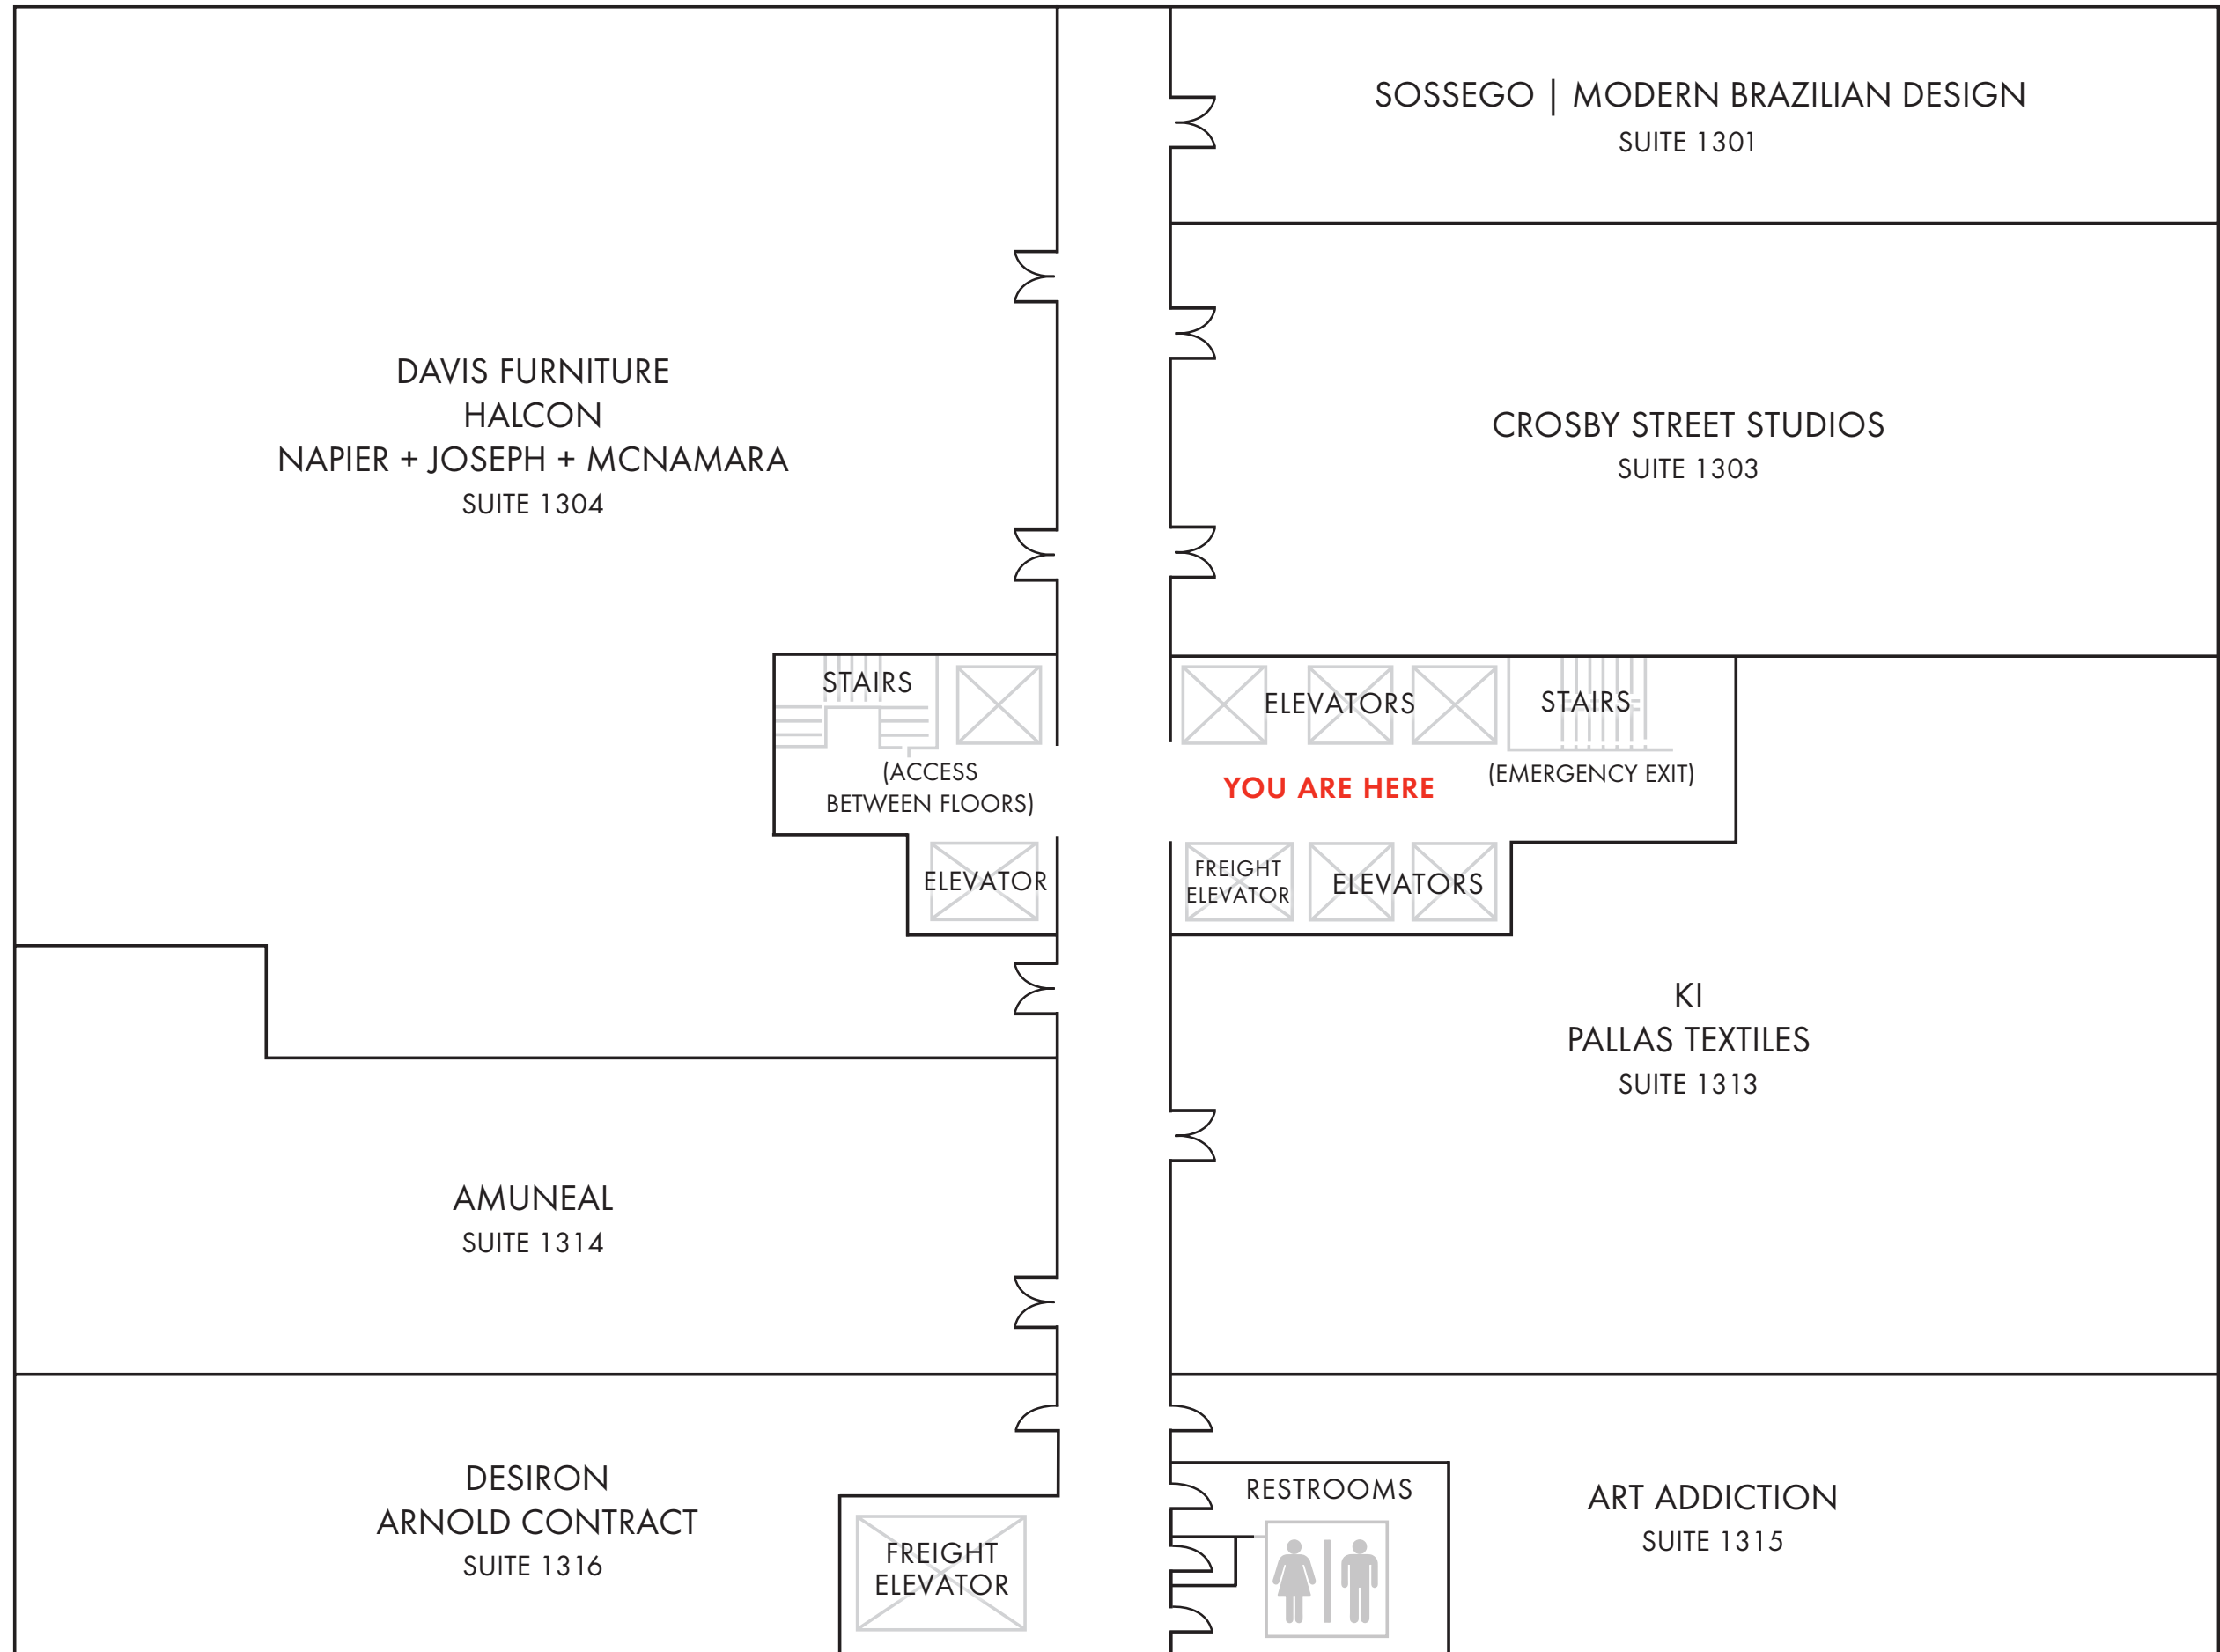 SOSSEGO | MODERN BRAZILIAN DESIGN
SUITE 1301
DAVIS FURNITURE
HALCON
NAPIER + JOSEPH + MCNAMARA
SUITE 1304
CROSBY STREET STUDIOS
SUITE 1303
STAIRS
(ACCESS
BETWEEN FLOORS)
ELEVATOR
ELEVATORS
STAIRS
(EMERGENCY EXIT)
YOU ARE HERE
FREIGHT
ELEVATOR
ELEVATORS
KI
PALLAS TEXTILES
SUITE 1313
AMUNEAL
SUITE 1314
DESIRON
ARNOLD CONTRACT
SUITE 1316
FREIGHT
ELEVATOR
RESTROOMS
ART ADDICTION
SUITE 1315